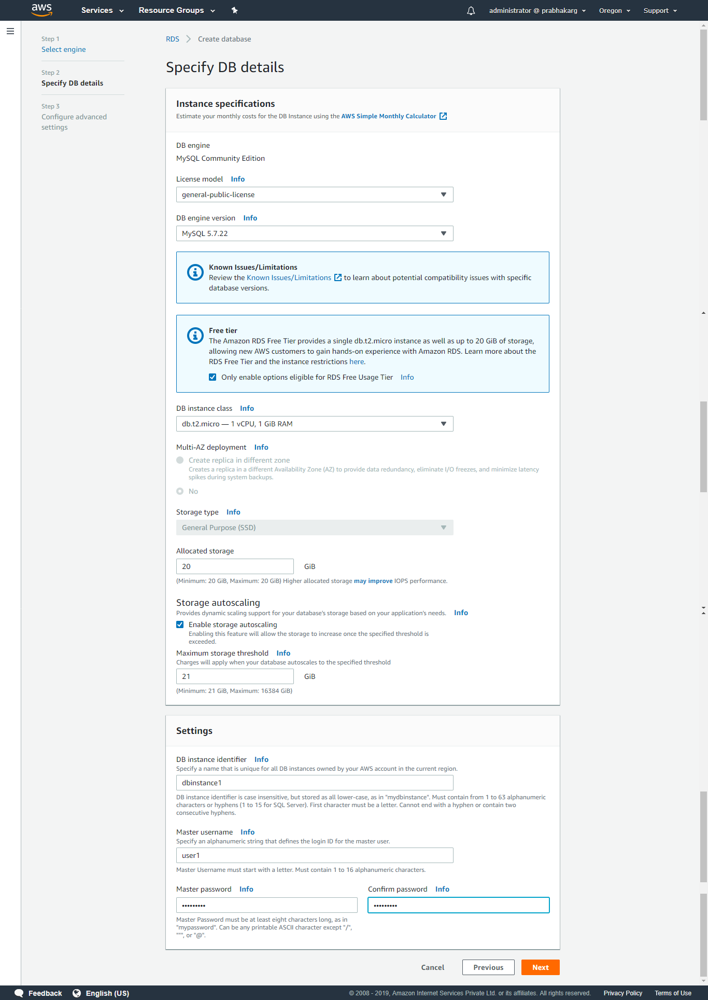 aws
Services
Resource Groups
administrator @ prabhakarg
Oregon
Support
Step 1
Select engine
Step 2
Specify DB details
Step 3
Configure advanced
settings
RDS
Create database
Specify DB details
Instance specifications
Estimate your monthly costs for the DB Instance using the AWS Simple Monthly Calculator
DB engine
MySQL Community Edition
License model Info
general-public-license
DB engine version Info
MySQL 5.7.22
Known Issues/Limitations
Review the Known Issues/Limitations to learn about potential compatibility issues with specific
database versions.
Free tier
The Amazon RDS Free Tier provides a single db.t2.micro instance as well as up to 20 GiB of storage,
allowing new AWS customers to gain hands-on experience with Amazon RDS. Learn more about the
RDS Free Tier and the instance restrictions here.
Only enable options eligible for RDS Free Usage Tier Info
DB instance class Info
db.t2.micro — 1 vCPU, 1 GiB RAM
Multi-AZ deployment Info
Create replica in different zone
Creates a replica in a different Availability Zone (AZ) to provide data redundancy, eliminate I/O freezes, and minimize latency
spikes during system backups.
No
Storage type Info
General Purpose (SSD)
Allocated storage
20 GiB
(Minimum: 20 GiB, Maximum: 20 GiB) Higher allocated storage may improve IOPS performance.
Storage autoscaling
Provides dynamic scaling support for your database's storage based on your application's needs. Info
Enable storage autoscaling
Enabling this feature will allow the storage to increase once the specified threshold is
exceeded.
Maximum storage threshold Info
Charges will apply when your database autoscales to the specified threshold
21 GiB
(Minimum: 21 GiB, Maximum: 16384 GiB)
Settings
DB instance identifier Info
Specify a name that is unique for all DB instances owned by your AWS account in the current region.
dbinstance1
DB instance identifier is case insensitive, but stored as all lower-case, as in "mydbinstance". Must contain from 1 to 63 alphanumeric
characters or hyphens (1 to 15 for SQL Server). First character must be a letter. Cannot end with a hyphen or contain two
consecutive hyphens.
Master username Info
Specify an alphanumeric string that defines the login ID for the master user.
user1
Master Username must start with a letter. Must contain 1 to 16 alphanumeric characters.
Master password Info
•••••••••
Master Password must be at least eight characters long, as in
"mypassword". Can be any printable ASCII character except "/",
""", or "@".
Confirm password Info
•••••••••
Cancel
Previous
Next
Feedback
English (US)
© 2008 - 2019, Amazon Internet Services Private Ltd. or its affiliates. All rights reserved.
Privacy Policy
Terms of Use